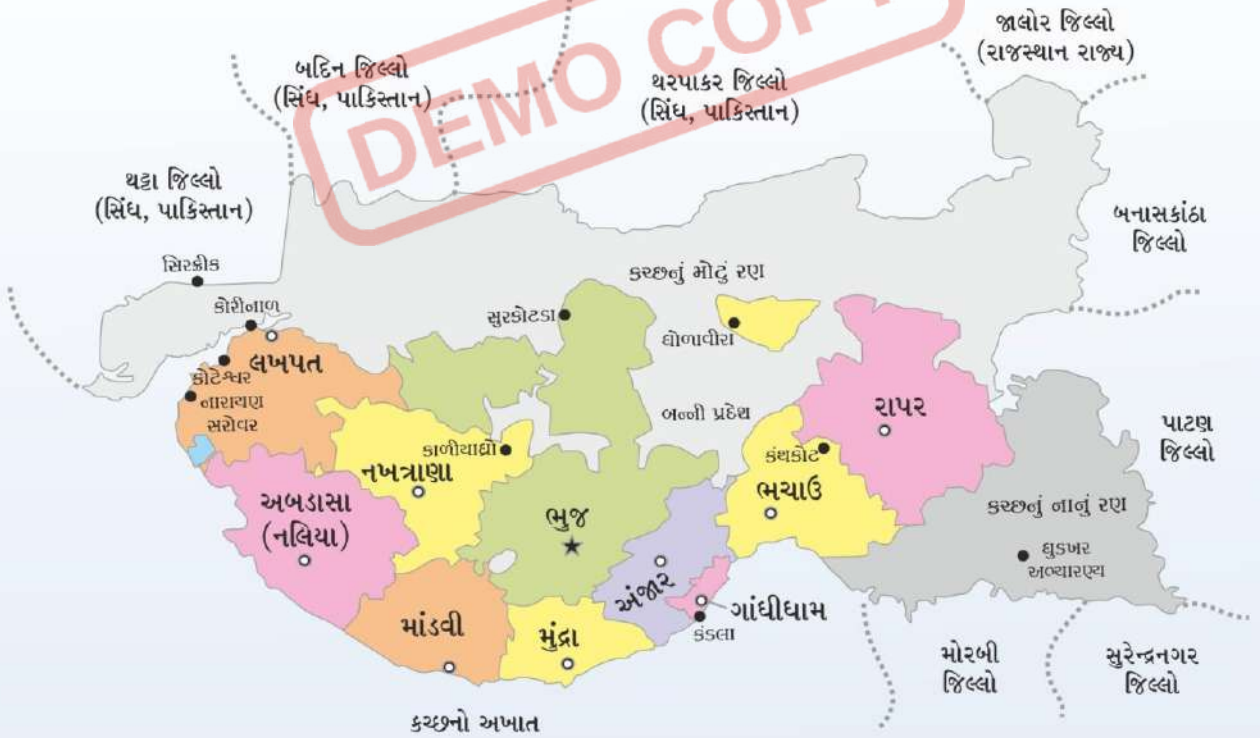 જાલોર જિલ્લો
(રાજસ્થાન રાજ્ય)
બદિન જિલ્લો
(સિંધ, પાકિસ્તાન)
થરપાકર જિલ્લો
(સિંધ, પાકિસ્તાન)
DEMO COPY
થટ્ટા જિલ્લો
(સિંધ, પાકિસ્તાન)
બનાસકાંઠા
જિલ્લો
સિરક્રીક
કચ્છનું મોટું રણ
કોરીનાળ
સુરકોટડા
ધોળાવીરા
લખપત
કોટેશ્વર
નારાયણ
સરોવર
બન્ની પ્રદેશ
રાપર
પાટણ
જિલ્લો
કાળીયાધ્રો
કંથકોટ
નખત્રાણા
ભચાઉ
અબડાસા
(નલિયા)
ભુજ
કચ્છનું નાનું રણ
ઘુડખર
અભ્યારણ્ય
અંજાર
ગાંધીધામ
કંડલા
માંડવી
મુંદ્રા
મોરબી
જિલ્લો
સુરેન્દ્રનગર
જિલ્લો
કચ્છનો અખાત